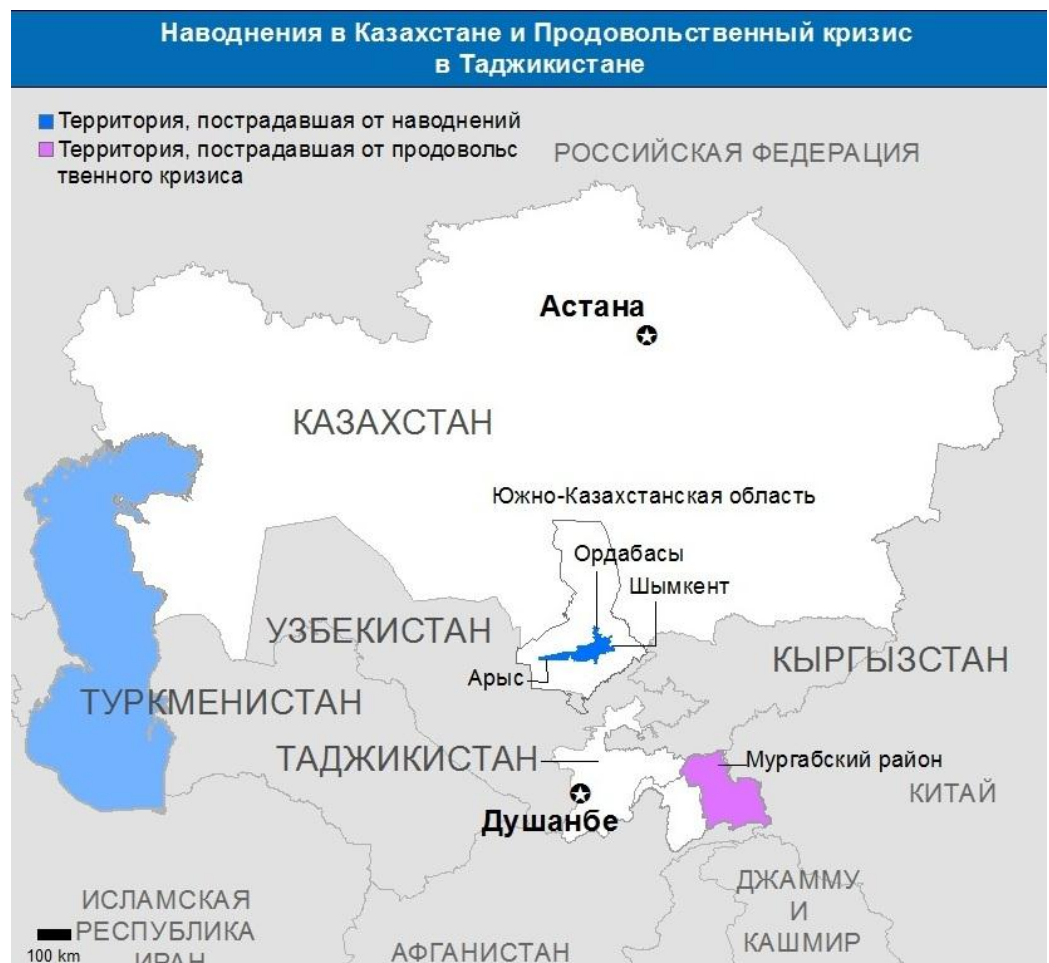 Наводнения в Казахстане и Продовольственный кризис
в Таджикистане
Территория, пострадавшая от наводнений
Территория, пострадавшая от продовольс
твенного кризиса
РОССИЙСКАЯ ФЕДЕРАЦИЯ
Астана
КАЗАХСТАН
Южно-Казахстанская область
Ордабасы
Шымкент
УЗБЕКИСТАН
Арыс
КЫРГЫЗСТАН
ТУРКМЕНИСТАН
ТАДЖИКИСТАН
Мургабский район
КИТАЙ
Душанбе
ДЖАММУ
И
КАШМИР
ИСЛАМСКАЯ
РЕСПУБЛИКА
ИРАН
АФГАНИСТАН
100 km